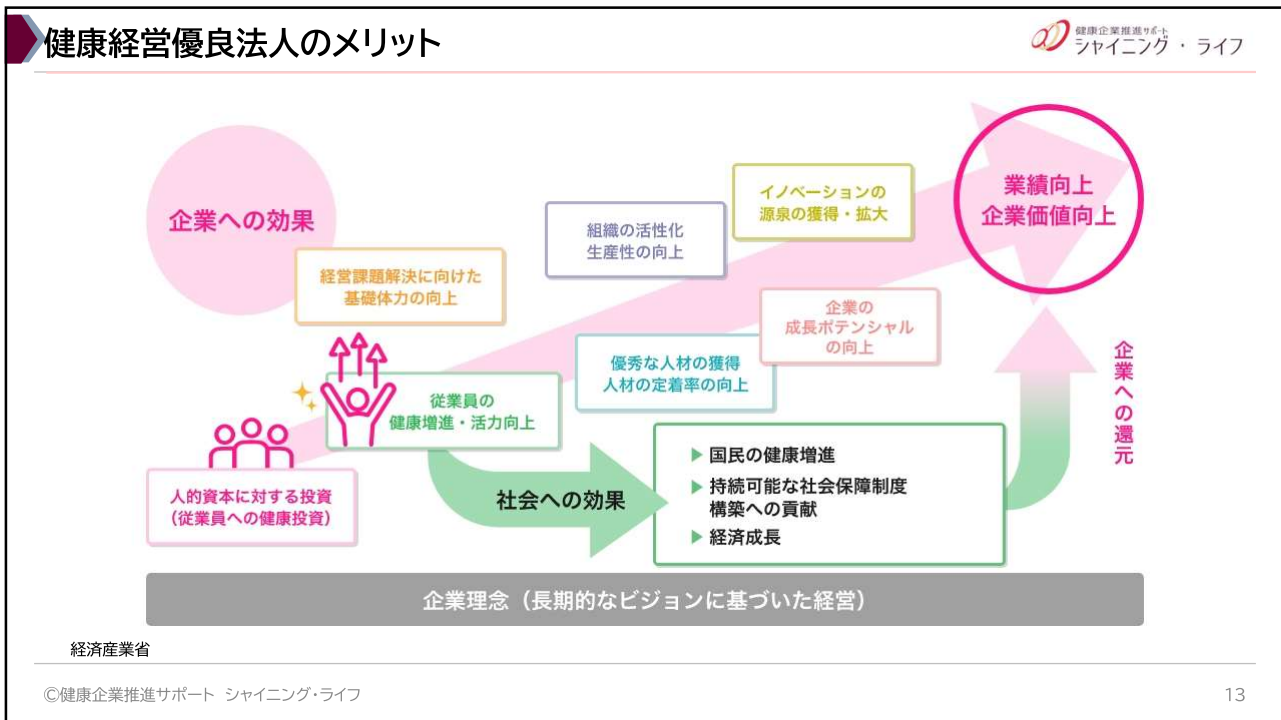 健康経営優良法人のメリット
健康企業推進サポート
シャイニング・ライフ
企業への効果
経営課題解決に向けた
基礎体力の向上
組織の活性化
生産性の向上
イノベーションの
源泉の獲得・拡大
業績向上
企業価値向上
従業員の
健康増進・活力向上
優秀な人材の獲得
人材の定着率の向上
企業の
成長ポテンシャル
の向上
企業への還元
人的資本に対する投資
(従業員への健康投資)
社会への効果
▶ 国民の健康増進
▶ 持続可能な社会保障制度
構築への貢献
▶ 経済成長
企業理念（長期的なビジョンに基づいた経営）
経済産業省
©健康企業推進サポート シャイニング・ライフ
13